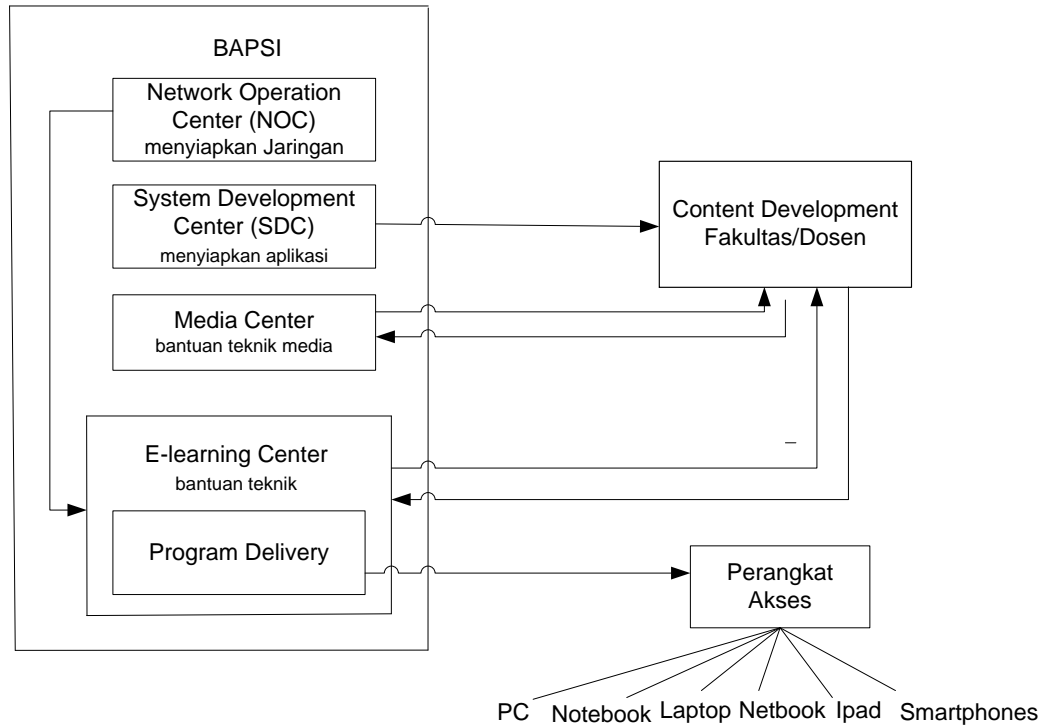 BAPSI
Network Operation
Center (NOC)
menyiapkan Jaringan
System Development
Center (SDC)
menyiapkan aplikasi
Media Center
bantuan teknik media
E-learning Center
bantuan teknik
Program Delivery
Content Development
Fakultas/Dosen
Perangkat
Akses
PC Notebook Laptop Netbook Ipad Smartphones